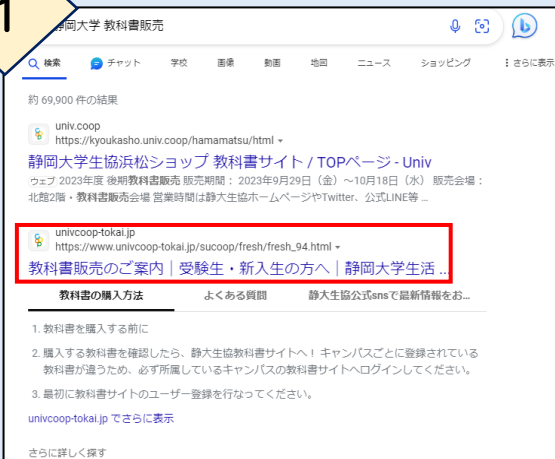 1
岡大学 教科書販売
検索 チャット 学校 画像 動画 地図 ニュース ショッピング さらに表示
約 69,900 件の結果
univ.coop
https://kyoukasho.univ.coop/hamamatsu/html
静岡大学生協浜松ショップ 教科書サイト / TOPページ - Univ
ウェブ 2023年度 後期教科書販売 販売期間： 2023年9月29日（金）～10月18日（水） 販売会場：
北館2階・教科書販売会場 営業時間は静大生協ホームページやTwitter、公式LINE等 ...
univcoop-tokai.jp
https://www.univcoop-tokai.jp/sucoop/fresh/fresh_94.html
教科書販売のご案内｜受験生・新入生の方へ｜静岡大学生活 ...
教科書の購入方法 よくある質問 静大生協公式snsで最新情報をお...
1. 教科書を購入する前に
2. 購入する教科書を確認したら、静大生協教科書サイトへ！ キャンパスごとに登録されている
教科書が違うため、必ず所属しているキャンパスの教科書サイトへログインしてください。
3. 最初に教科書サイトのユーザー登録を行なってください。
univcoop-tokai.jp でさらに表示
さらに詳しく探す